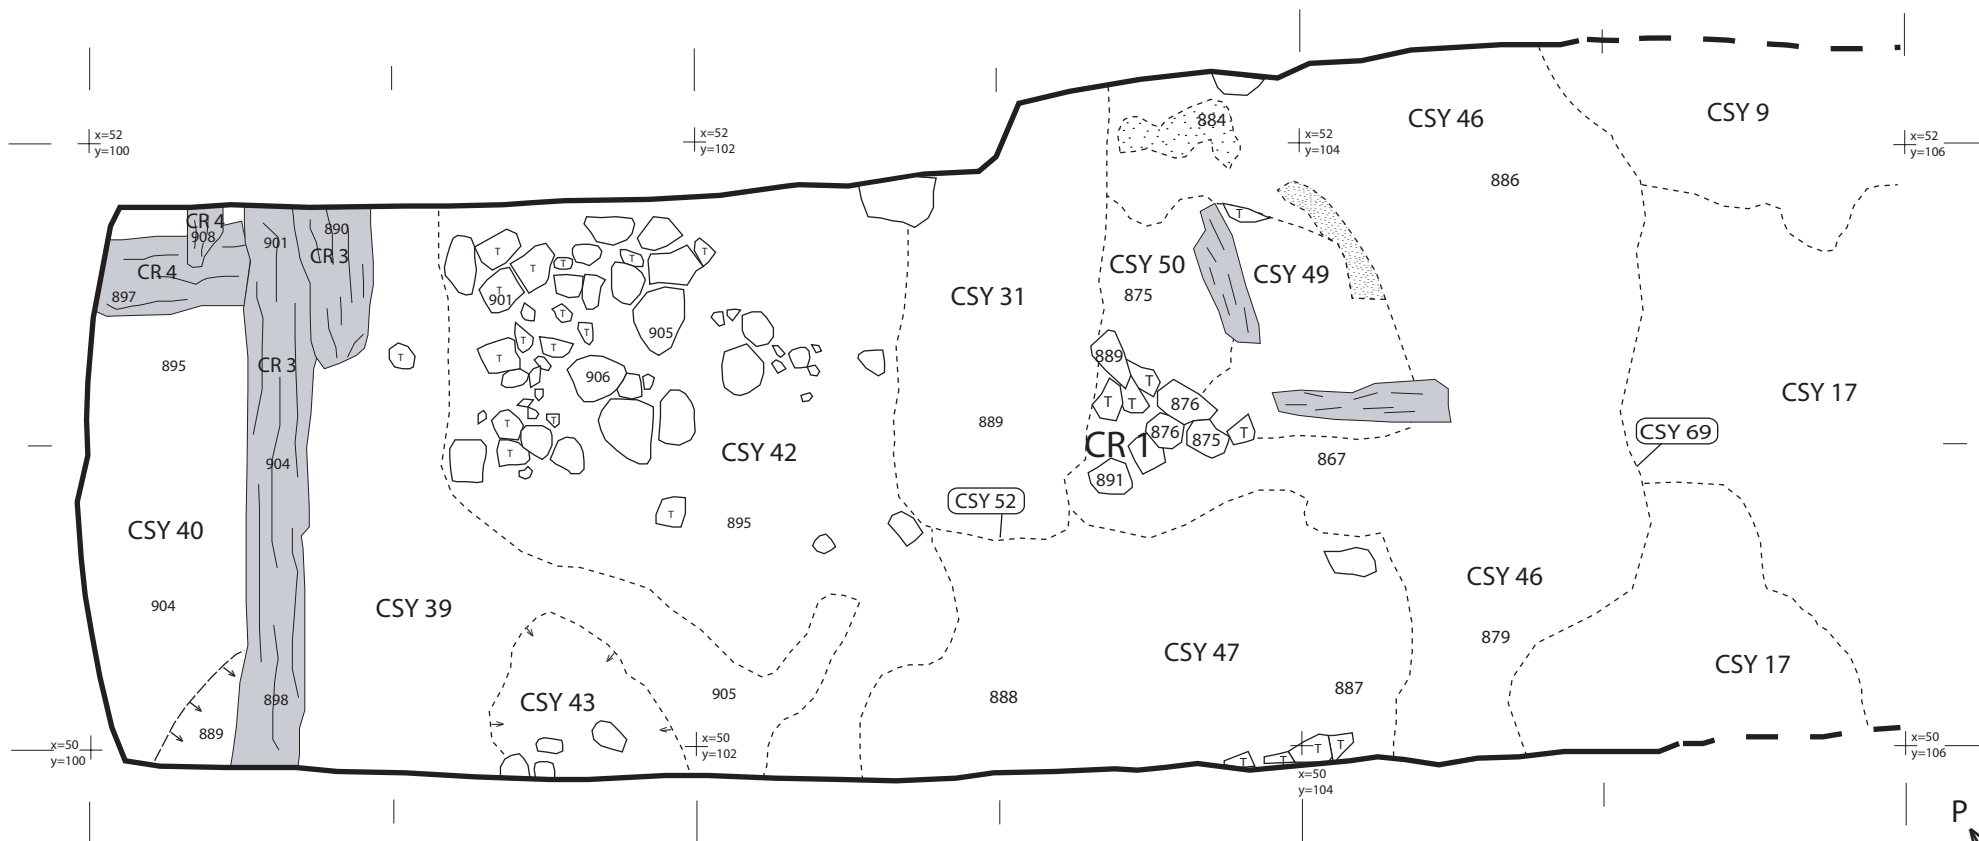 x=52
y=100
x=52
y=102
x=52
y=104
x=52
y=106
CSY 46
CSY 9
884
886
CR 4
908
901
890
CR 3
CR 4
897
T
T
T
T
T
T
901
T
905
CSY 31
CSY 50
875
CSY 49
T
895
CR 3
T
T
T
T
T
906
889
889
T
T
T
876
876
875
T
CSY 17
CSY 69
904
T
T
T
CSY 42
CR 1
891
867
CSY 40
T
895
CSY 52
904
CSY 39
CSY 46
879
CSY 47
CSY 17
889
898
CSY 43
905
888
887
x=50
y=100
x=50
y=102
T
T
T
T
x=50
y=104
x=50
y=106
P